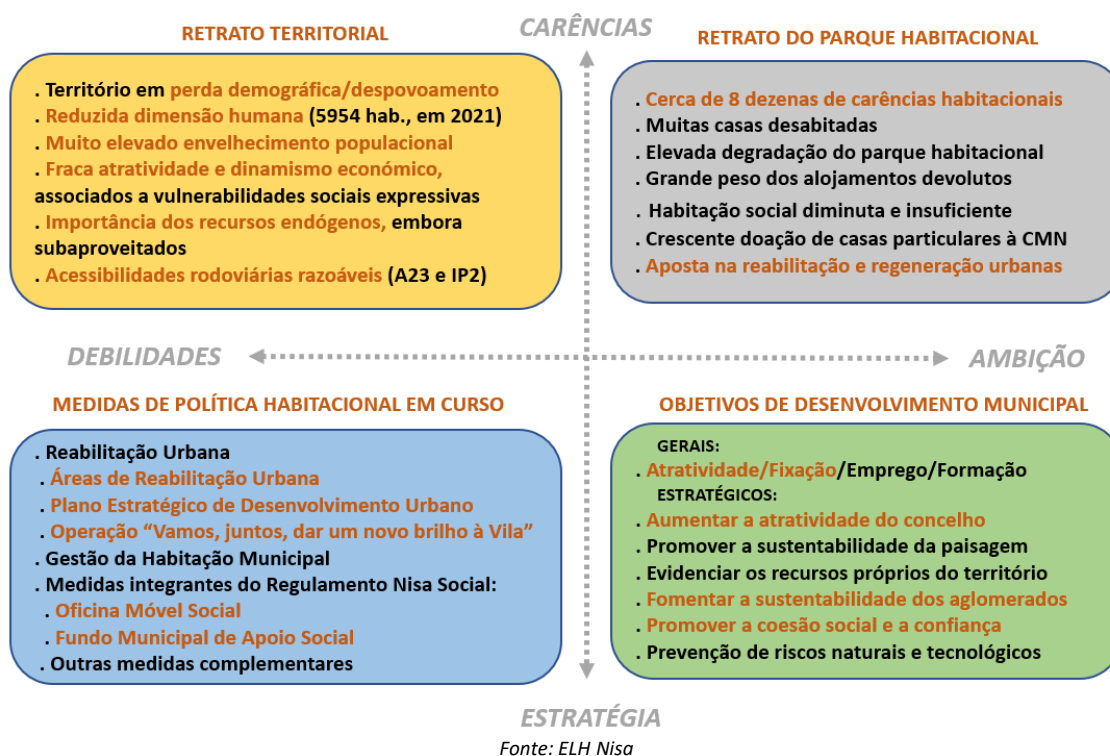 CARÊNCIAS
RETRATO TERRITORIAL
. Território em perda demográfica/despovoamento
. Reduzida dimensão humana (5954 hab., em 2021)
. Muito elevado envelhecimento populacional
. Fraca atratividade e dinamismo económico,
associados a vulnerabilidades sociais expressivas
. Importância dos recursos endógenos, embora
subaproveitados
. Acessibilidades rodoviárias razoáveis (A23 e IP2)
RETRATO DO PARQUE HABITACIONAL
. Cerca de 8 dezenas de carências habitacionais
. Muitas casas desabitadas
. Elevada degradação do parque habitacional
. Grande peso dos alojamentos devolutos
. Habitação social diminuta e insuficiente
. Crescente doação de casas particulares à CMN
. Aposta na reabilitação e regeneração urbanas
DEBILIDADES
AMBIÇÃO
MEDIDAS DE POLÍTICA HABITACIONAL EM CURSO
. Reabilitação Urbana
. Áreas de Reabilitação Urbana
. Plano Estratégico de Desenvolvimento Urbano
. Operação “Vamos, juntos, dar um novo brilho à Vila”
. Gestão da Habitação Municipal
. Medidas integrantes do Regulamento Nisa Social:
. Oficina Móvel Social
. Fundo Municipal de Apoio Social
. Outras medidas complementares
OBJETIVOS DE DESENVOLVIMENTO MUNICIPAL
GERAIS:
. Atratividade/Fixação/Emprego/Formação
ESTRATÉGICOS:
. Aumentar a atratividade do concelho
. Promover a sustentabilidade da paisagem
. Evidenciar os recursos próprios do território
. Fomentar a sustentabilidade dos aglomerados
. Promover a coesão social e a confiança
. Prevenção de riscos naturais e tecnológicos
ESTRATÉGIA
Fonte: ELH Nisa